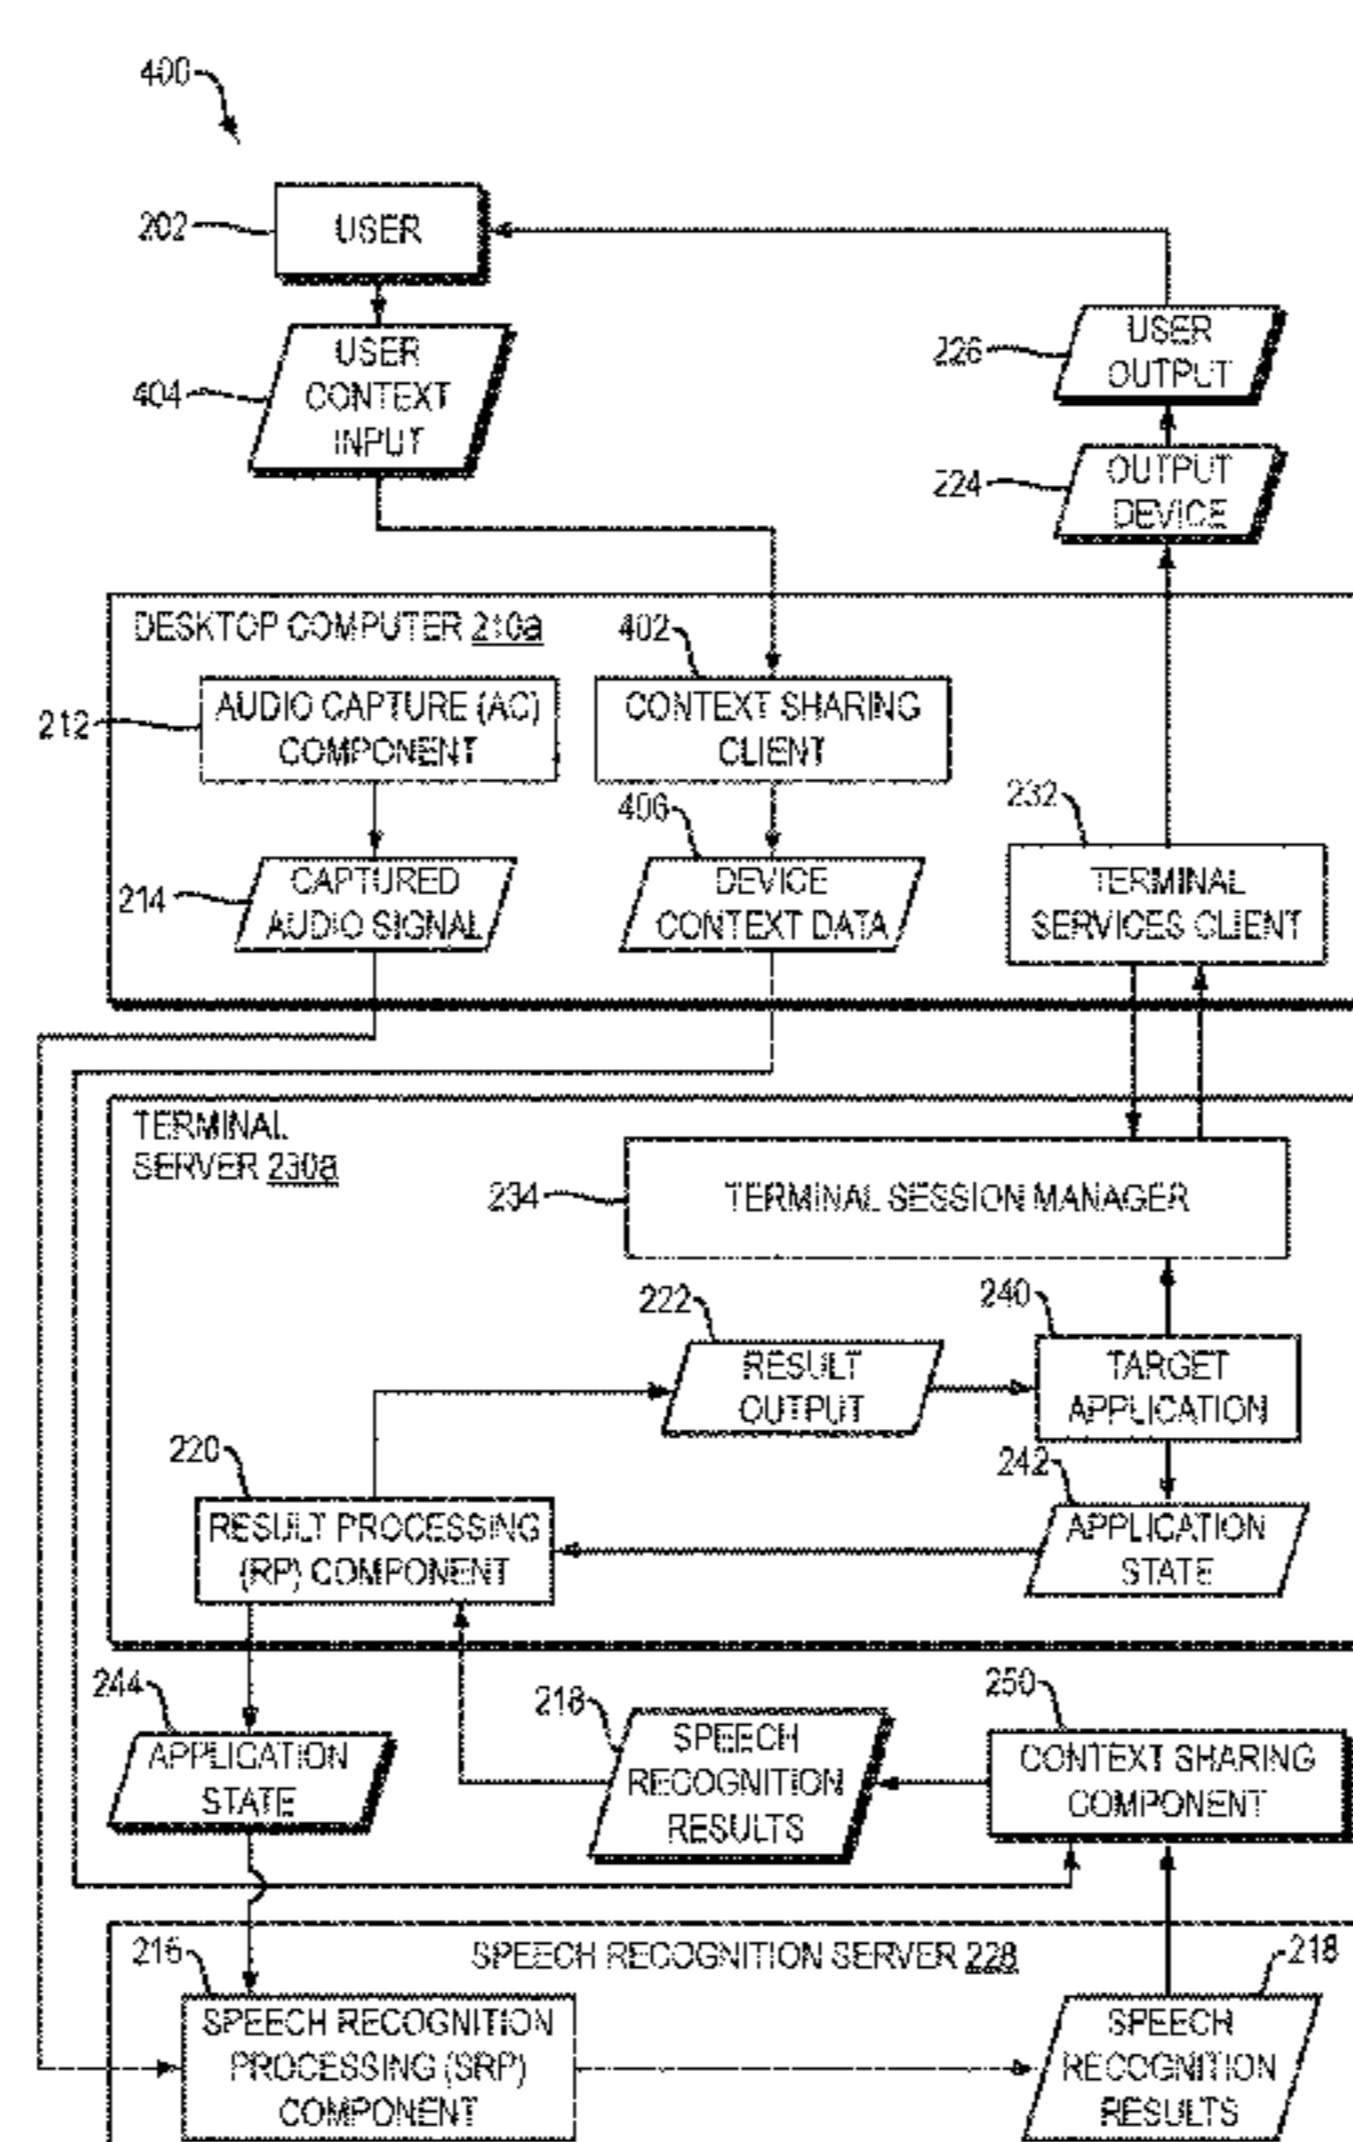 400
202
USER
404
USER
CONTEXT
INPUT
226
USER
OUTPUT
224
OUTPUT
DEVICE
DESKTOP COMPUTER 210a
402
212
AUDIO CAPTURE (AC)
COMPONENT
CONTEXT SHARING
CLIENT
406
232
214
CAPTURED
AUDIO SIGNAL
DEVICE
CONTEXT DATA
TERMINAL
SERVICES CLIENT
TERMINAL
SERVER 230a
234
TERMINAL SESSION MANAGER
222
240
RESULT
OUTPUT
TARGET
APPLICATION
220
242
RESULT PROCESSING
(RP) COMPONENT
APPLICATION
STATE
244
218
250
APPLICATION
STATE
SPEECH
RECOGNITION
RESULTS
CONTEXT SHARING
COMPONENT
216
SPEECH RECOGNITION SERVER 228
218
SPEECH RECOGNITION
PROCESSING (SRP)
COMPONENT
SPEECH
RECOGNITION
RESULTS